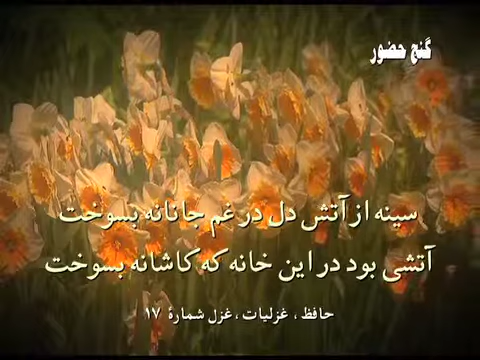 گنج حضور
سینه از آتش دل در غم جانانه بسوخت
آتشی بود در این خانه که کاشانه بسوخت
حافظ ، غزلیات ، غزل شمارهٔ ۱۷